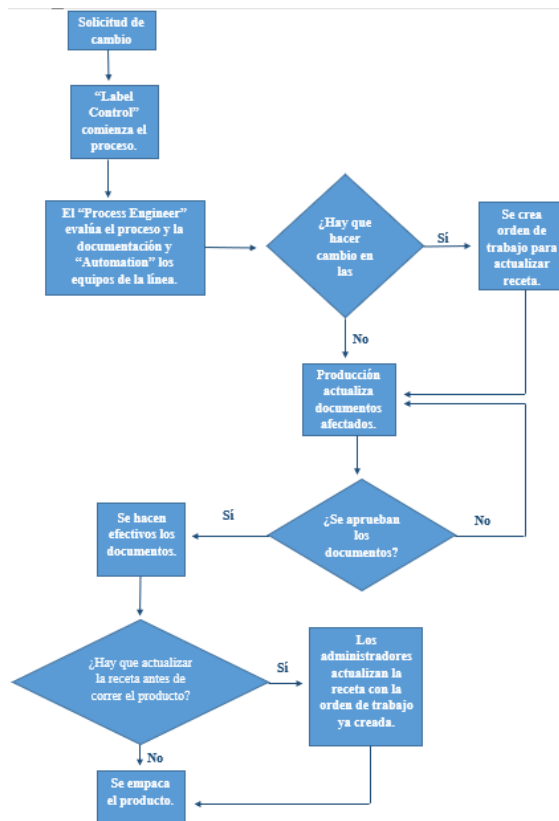 Solicitud de
cambio
“Label
Control”
comienza el
proceso.
El “Process Engineer”
evalúa el proceso y la
documentación y
“Automation” los
equipos de la línea.
¿Hay que
hacer
cambio en
las
Sí
Se crea
orden de
trabajo para
actualizar
receta.
No
Producción
actualiza
documentos
afectados.
¿Se aprueban
los
documentos?
Sí
No
Se hacen
efectivos los
documentos.
¿Hay que actualizar
la receta antes de
correr el producto?
Sí
Los
administradores
actualizan la
receta con la
orden de trabajo
ya creada.
No
Se empaca
el producto.